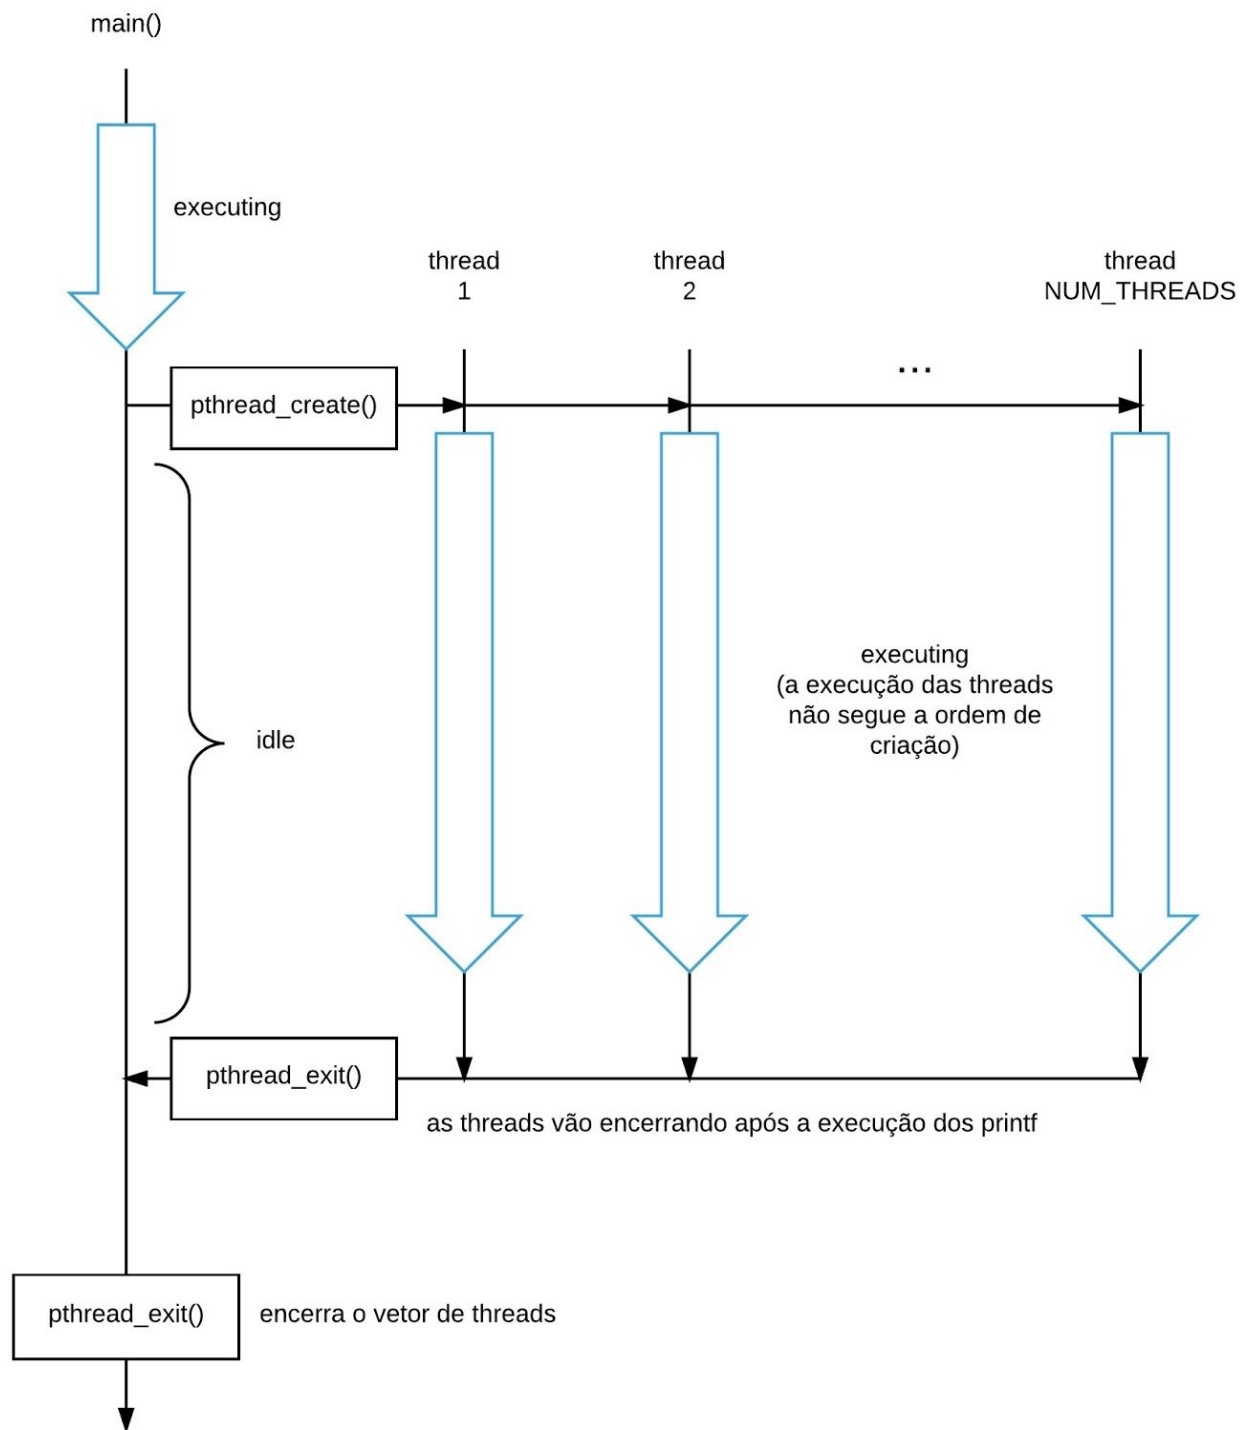 main()
executing
thread
1
thread
2
thread
NUM_THREADS
...
pthread_create()
executing
(a execução das threads
não segue a ordem de
criação)
idle
pthread_exit()
as threads vão encerrando após a execução dos printf
pthread_exit()
encerra o vetor de threads